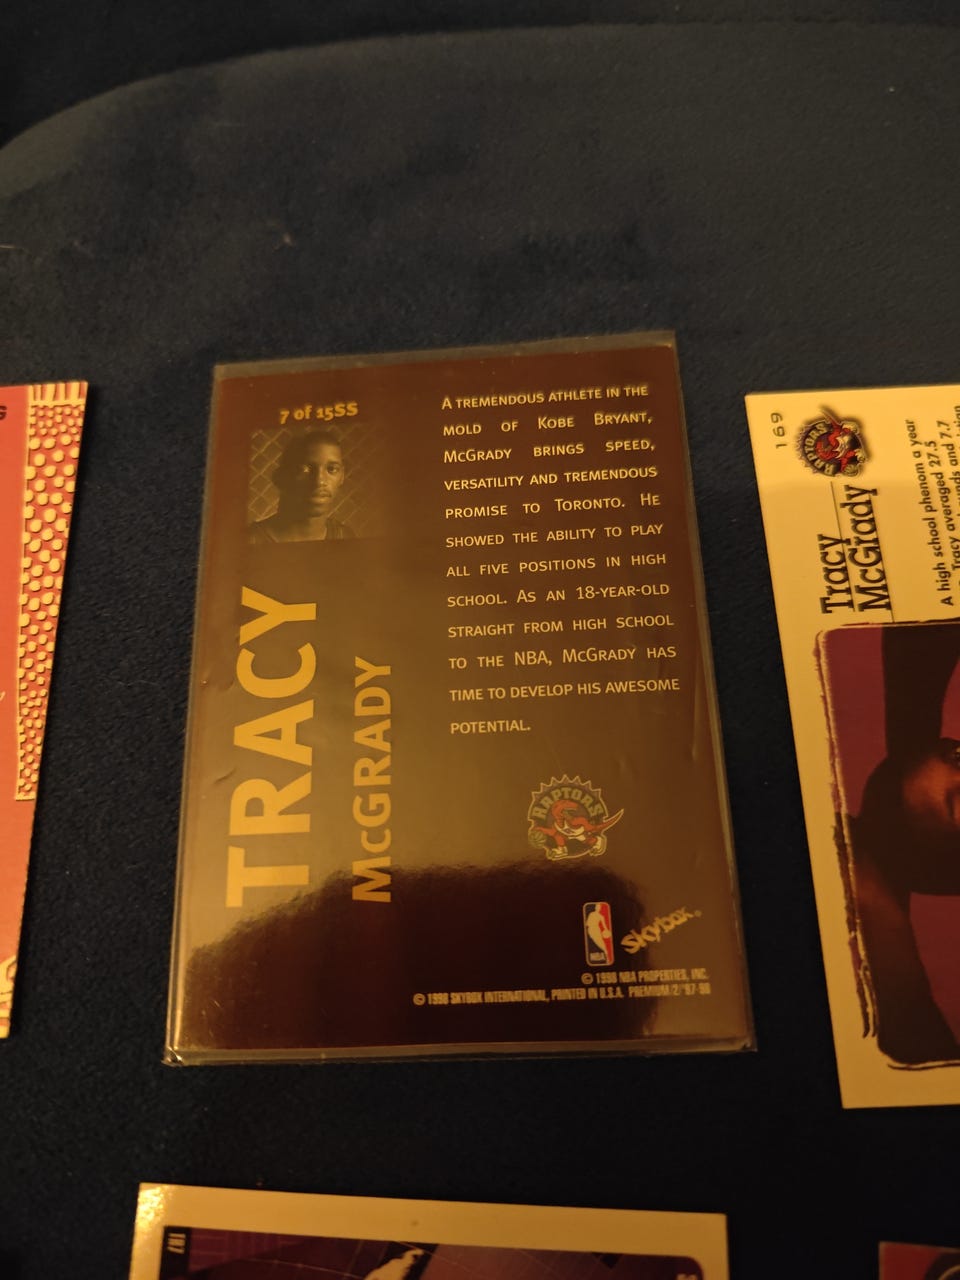 7 of 15SS
TRACY
McGRADY
A TREMENDOUS ATHLETE IN THE
MOLD OF KOBE BRYANT,
McGRADY BRINGS SPEED,
VERSATILITY AND TREMENDOUS
PROMISE TO TORONTO. HE
SHOWED THE ABILITY TO PLAY
ALL FIVE POSITIONS IN HIGH
SCHOOL. AS AN 18-YEAR-OLD
STRAIGHT FROM HIGH SCHOOL
TO THE NBA, McGRADY HAS
TIME TO DEVELOP HIS AWESOME
POTENTIAL.
RAPTORS
NBA
Skybox®
© 1998 NBA PROPERTIES, INC.
© 1998 SKYBOX INTERNATIONAL, PRINTED IN U.S.A. PREMIUM/2/'97-98
169
RAPTORS
Tracy
McGrady
A high school phenom a year
Tracy averaged 27.5
and 7.7